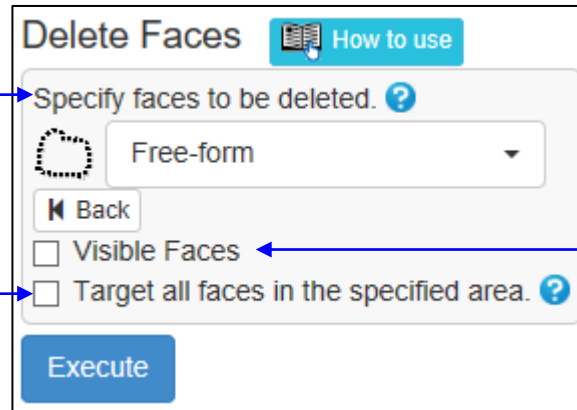 Delete Faces How to use
Specify faces to be deleted. ?
Free-form
Back
Visible Faces
Target all faces in the specified area. ?
Execute